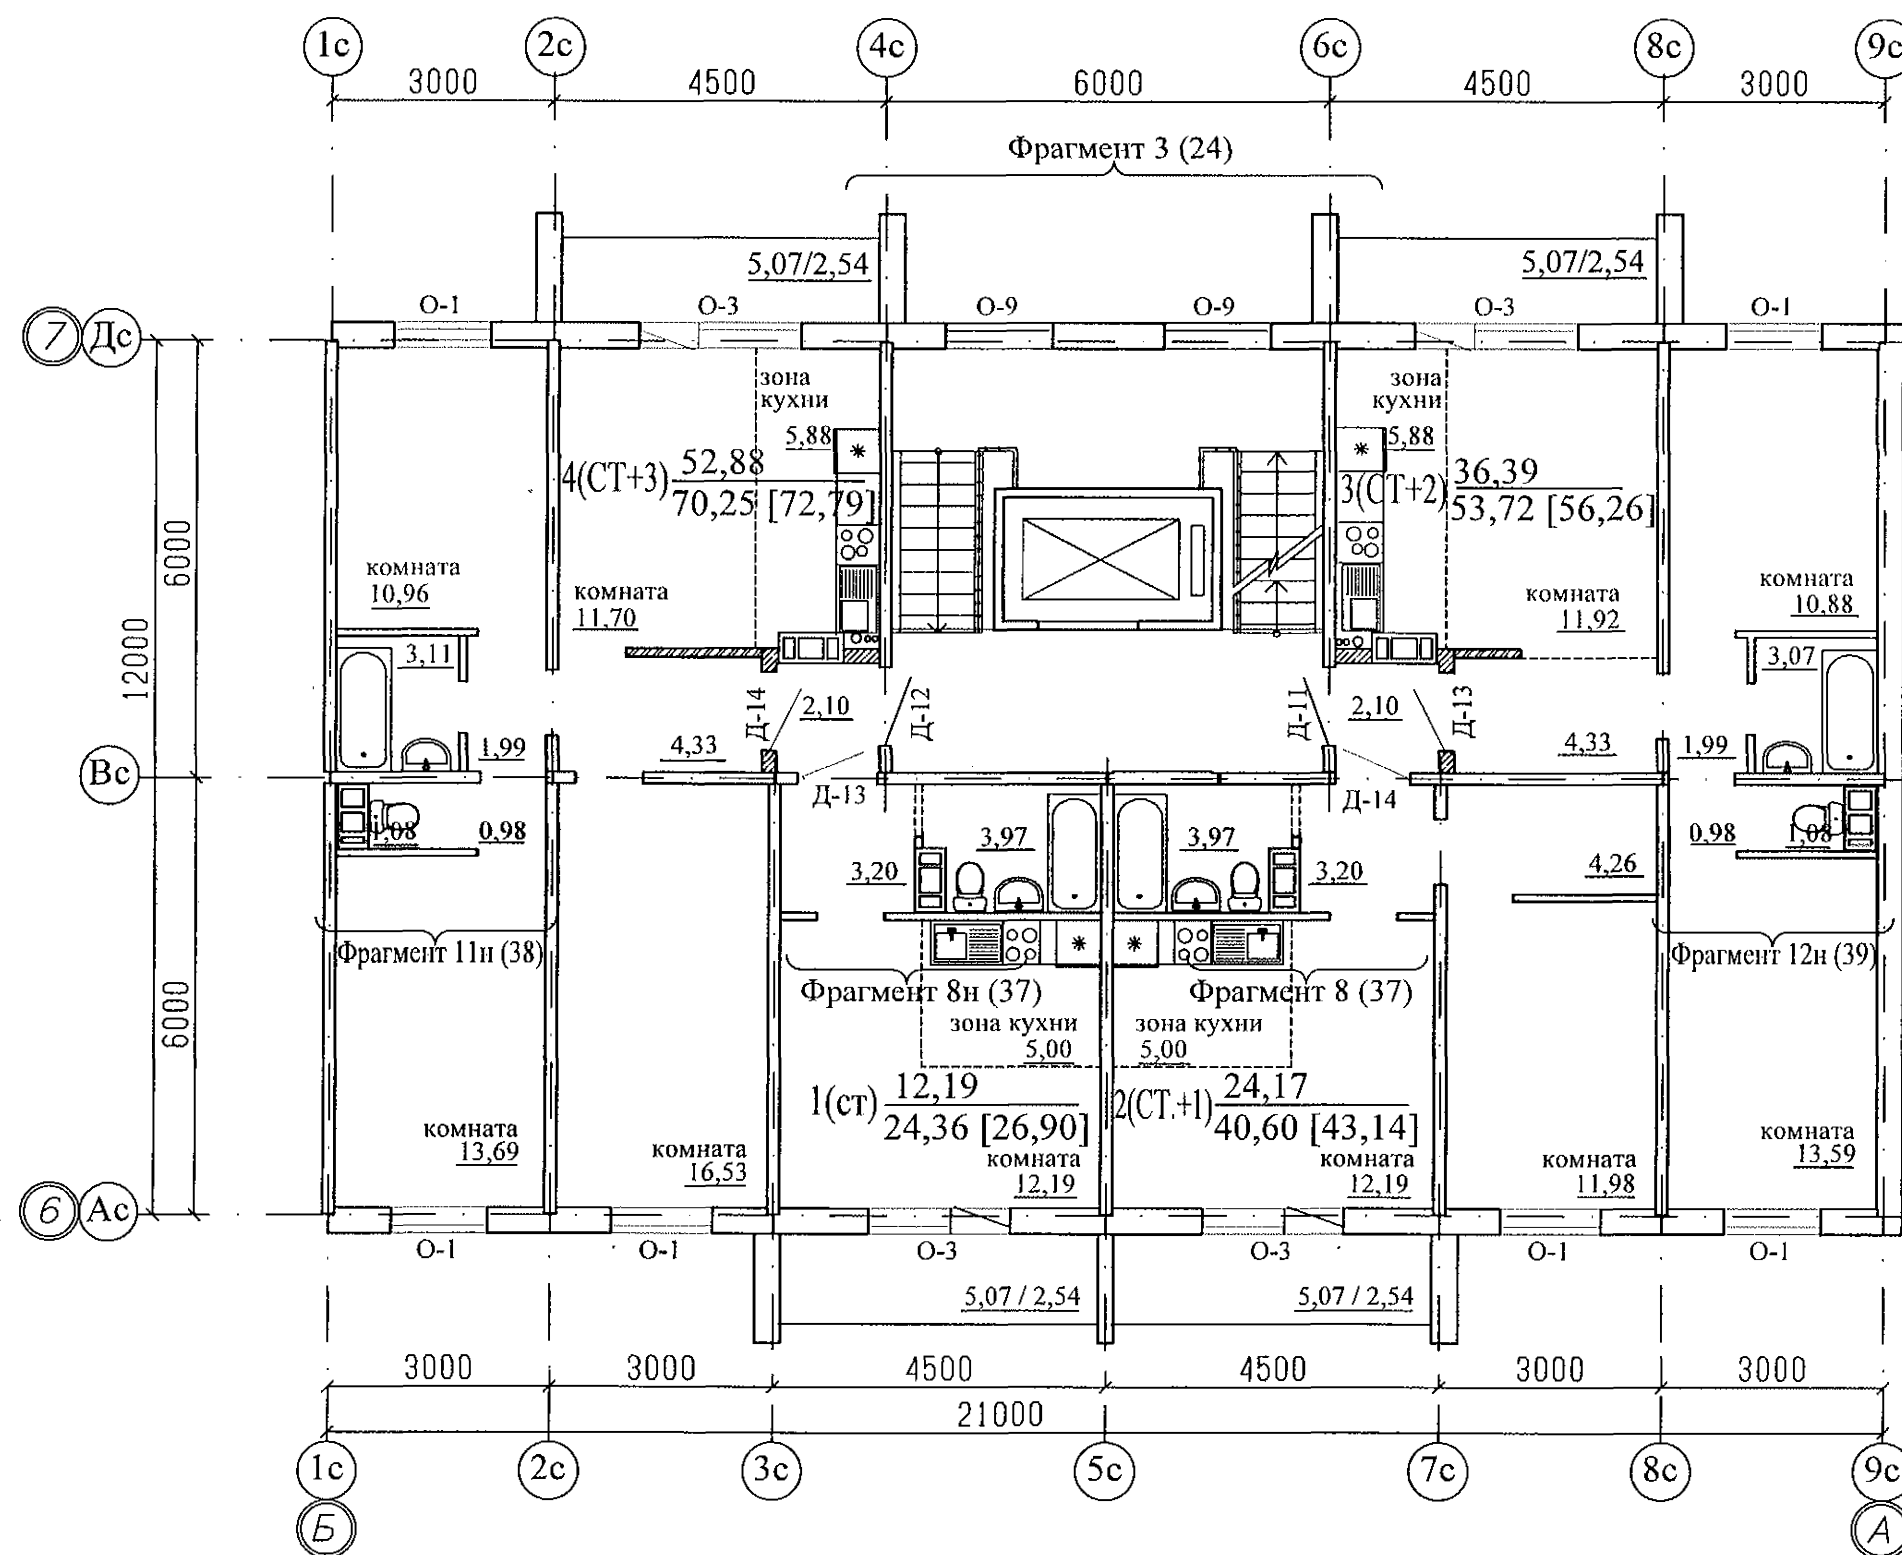 1с 2с 4с 6с 8с 9с
3000 4500 6000 4500 3000
Фрагмент 3 (24)
5,07/2,54 5,07/2,54
О-1 О-3 О-9 О-9 О-3 О-1
7 Дс
зона кухни
5,88
зона кухни
5,88
4(СТ+3) 52,88
70,25 [72,79]
3(СТ+2) 36,39
53,72 [56,26]
6000
12000
комната
10,96
комната
11,70
комната
11,92
комната
10,88
3,11 3,07
Д-14 2,10 Д-12 Д-11 2,10 Д-13
1,99 4,33 4,33 1,99
Вс
Д-13 Д-14
1,08 0,98 3,97 3,97 0,98 1,08
3,20 3,20 4,26
Фрагмент 11н (38) Фрагмент 12н (39)
Фрагмент 8н (37) Фрагмент 8 (37)
6000
зона кухни зона кухни
5,00 5,00
1(ст) 12,19
24,36 [26,90]
2(СТ.+1) 24,17
40,60 [43,14]
комната
13,69
комната
16,53
комната
12,19
комната
12,19
комната
11,98
комната
13,59
6 Ас
О-1 О-1 О-3 О-3 О-1 О-1
5,07 / 2,54 5,07 / 2,54
3000 3000 4500 4500 3000 3000
21000
1с 2с 3с 5с 7с 8с 9с
Б А